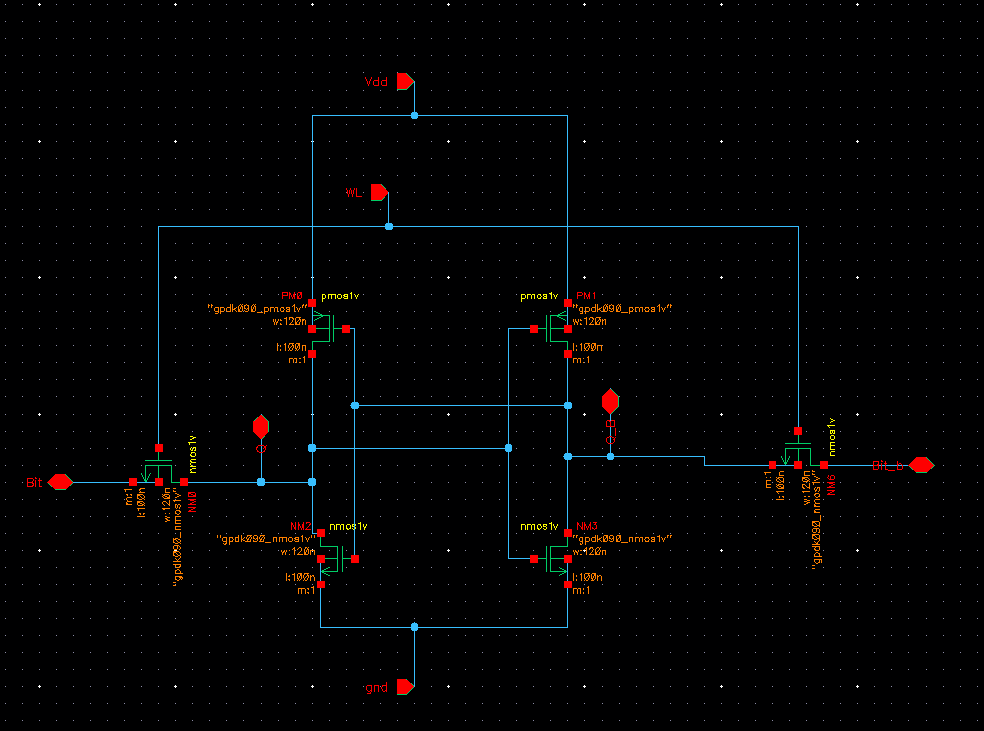 Vdd
WL
PM0
pmos1v
"gpdk090_pmos1v"
w:120n
l:100n
m:1
pmos1v
PM1
"gpdk090_pmos1v"
w:120n
l:100n
m:1
Bit
nmos1v
NM0
m:1
l:100n
w:120n
"gpdk090_nmos1v"
Q
NM2
nmos1v
"gpdk090_nmos1v"
w:120n
l:100n
m:1
nmos1v
NM3
"gpdk090_nmos1v"
w:120n
l:100n
m:1
nmos1v
NM6
m:1
l:100n
w:120n
"gpdk090_nmos1v"
Bit_b
gnd